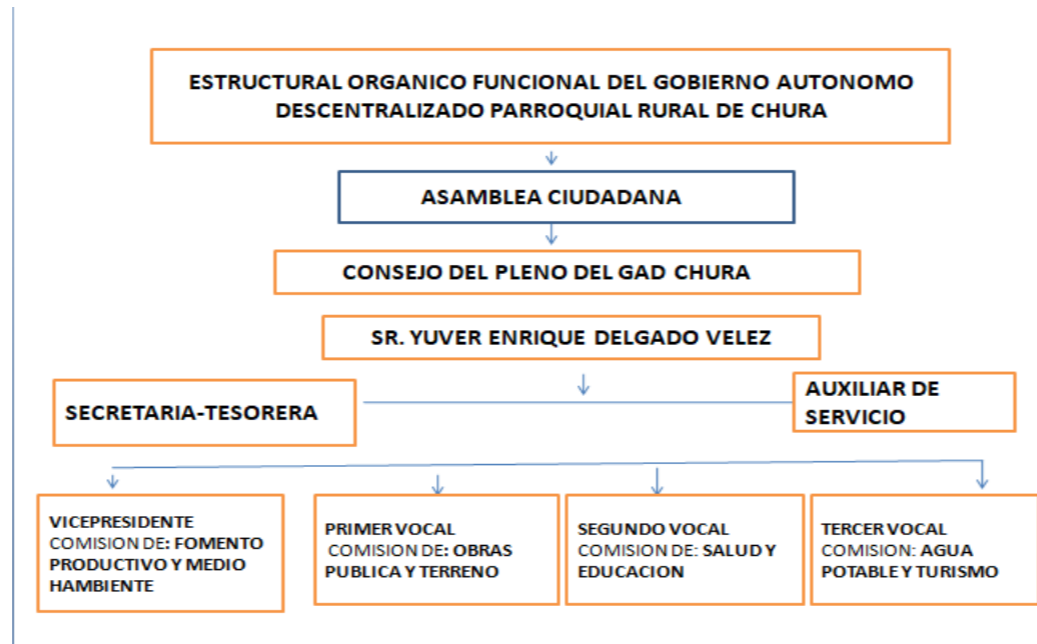 ESTRUCTURAL ORGANICO FUNCIONAL DEL GOBIERNO AUTONOMO
DESCENTRALIZADO PARROQUIAL RURAL DE CHURA
ASAMBLEA CIUDADANA
CONSEJO DEL PLENO DEL GAD CHURA
SR. YUVER ENRIQUE DELGADO VELEZ
SECRETARIA-TESORERA
AUXILIAR DE
SERVICIO
VICEPRESIDENTE
COMISION DE: FOMENTO
PRODUCTIVO Y MEDIO
HAMBIENTE
PRIMER VOCAL
COMISION DE: OBRAS
PUBLICA Y TERRENO
SEGUNDO VOCAL
COMISION DE: SALUD Y
EDUCACION
TERCER VOCAL
COMISION: AGUA
POTABLE Y TURISMO